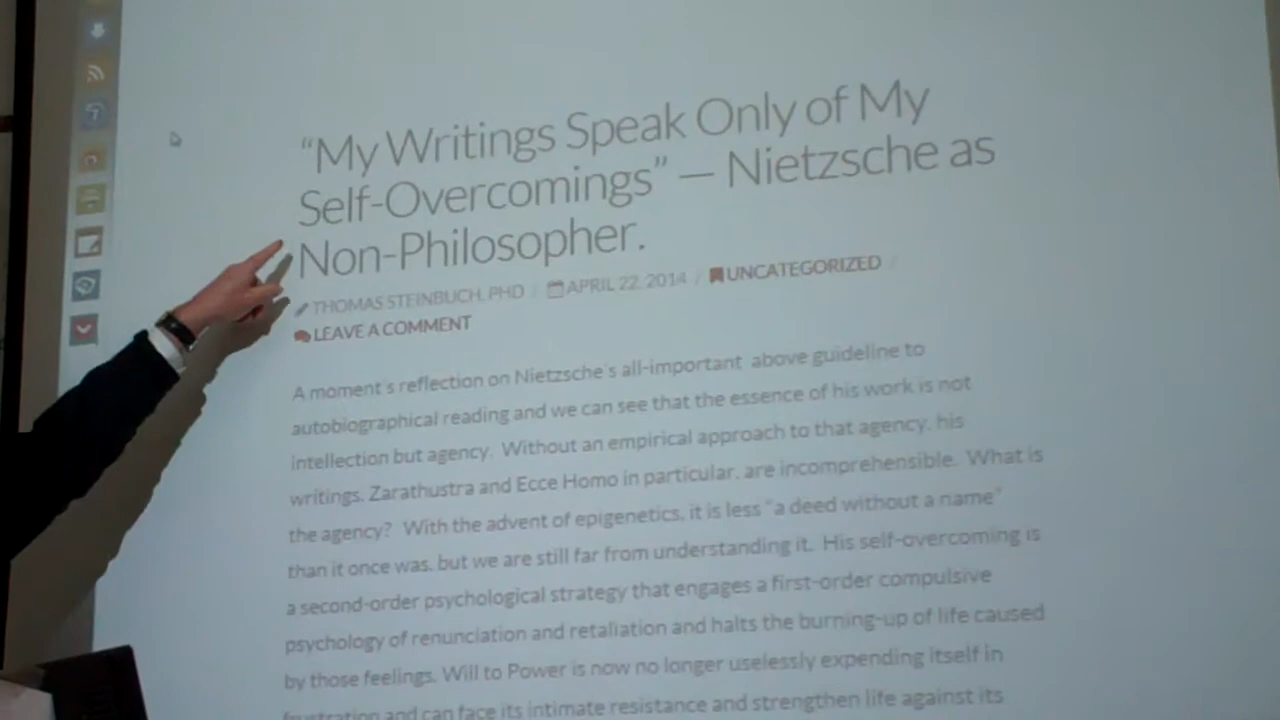 “My Writings Speak Only of My
Self-Overcomings” — Nietzsche as
Non-Philosopher.
THOMAS STEINBUCH, PHD / APRIL 22, 2014 / UNCATEGORIZED /
LEAVE A COMMENT
A moment's reflection on Nietzsche's all-important above guideline to
autobiographical reading and we can see that the essence of his work is not
intellection but agency. Without an empirical approach to that agency, his
writings, Zarathustra and Ecce Homo in particular, are incomprehensible. What is
the agency? With the advent of epigenetics, it is less “a deed without a name”
than it once was, but we are still far from understanding it. His self-overcoming is
a second-order psychological strategy that engages a first-order compulsive
psychology of renunciation and retaliation and halts the burning-up of life caused
by those feelings. Will to Power is now no longer uselessly expending itself in
frustration and can face its intimate resistance and strengthen life against its